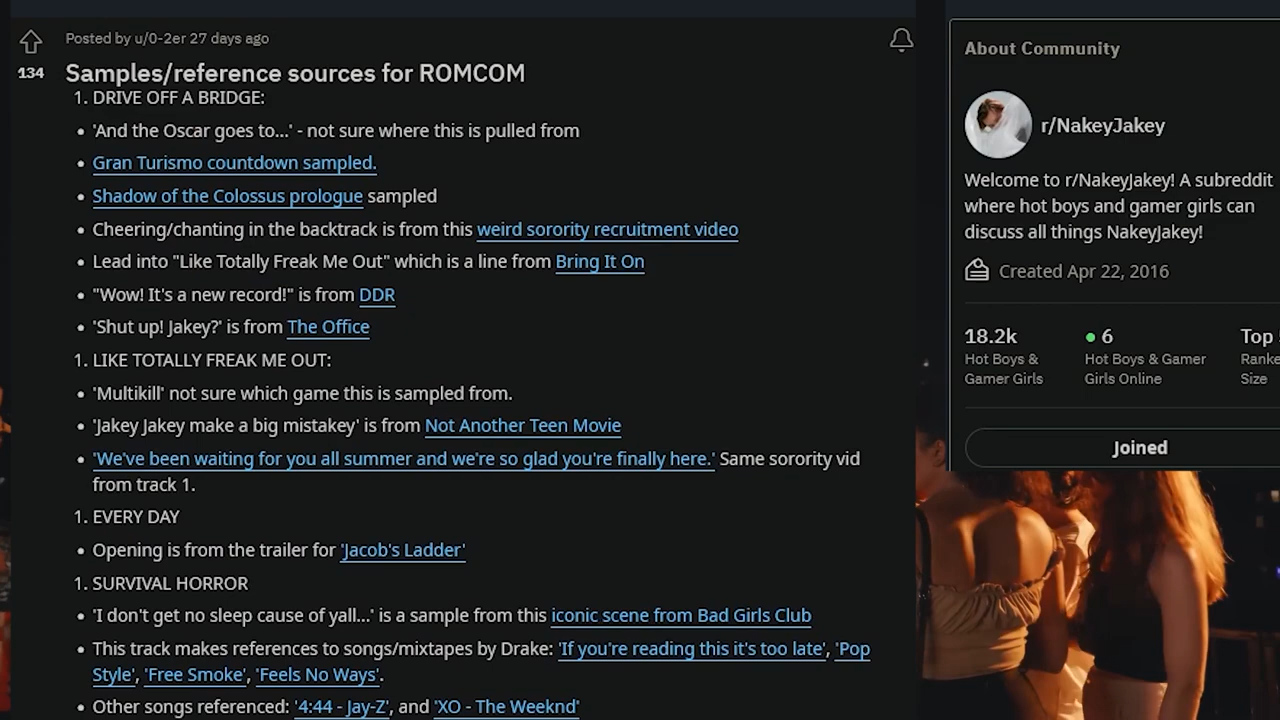 Posted by u/0-2er 27 days ago
134
Samples/reference sources for ROMCOM
1. DRIVE OFF A BRIDGE:
• 'And the Oscar goes to...' - not sure where this is pulled from
• Gran Turismo countdown sampled.
• Shadow of the Colossus prologue sampled
• Cheering/chanting in the backtrack is from this weird sorority recruitment video
• Lead into "Like Totally Freak Me Out" which is a line from Bring It On
• "Wow! It's a new record!" is from DDR
• 'Shut up! Jakey?' is from The Office
1. LIKE TOTALLY FREAK ME OUT:
• 'Multikill' not sure which game this is sampled from.
• 'Jakey Jakey make a big mistakey' is from Not Another Teen Movie
• 'We've been waiting for you all summer and we're so glad you're finally here.' Same sorority vid
from track 1.
1. EVERY DAY
• Opening is from the trailer for 'Jacob's Ladder'
1. SURVIVAL HORROR
• 'I don't get no sleep cause of yall...' is a sample from this iconic scene from Bad Girls Club
• This track makes references to songs/mixtapes by Drake: 'If you're reading this it's too late', 'Pop
Style', 'Free Smoke', 'Feels No Ways'.
• Other songs referenced: '4:44 - Jay-Z', and 'XO - The Weeknd'
About Community
r/NakeyJakey
Welcome to r/NakeyJakey! A subreddit
where hot boys and gamer girls can
discuss all things NakeyJakey!
Created Apr 22, 2016
18.2k
Hot Boys &
Gamer Girls
6
Hot Boys & Gamer
Girls Online
Top
Ranke
Size
Joined